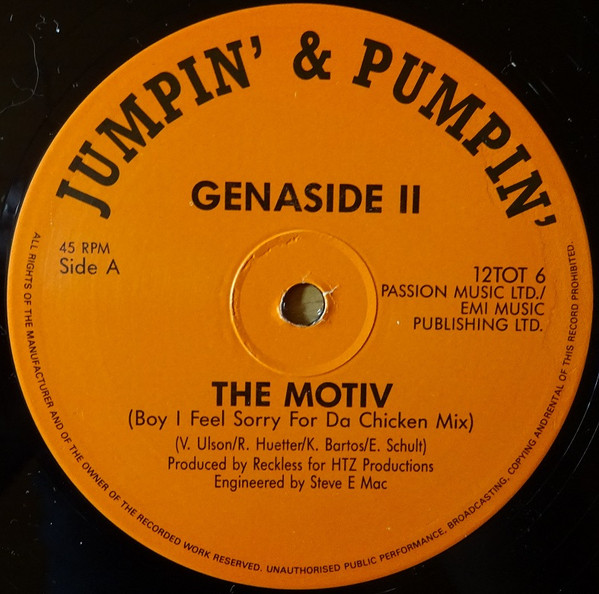 JUMPIN' & PUMPIN'
GENASIDE II
45 RPM
Side A
12TOT 6
PASSION MUSIC LTD./
EMI MUSIC
PUBLISHING LTD.
THE MOTIV
(Boy I Feel Sorry For Da Chicken Mix)
(V. Ulson/R. Huetter/K. Bartos/E. Schult)
Produced by Reckless for HTZ Productions
Engineered by Steve E Mac
ALL RIGHTS OF THE MANUFACTURER AND OF THE OWNER OF THE RECORDED WORK RESERVED. UNAUTHORISED PUBLIC PERFORMANCE, BROADCASTING, COPYING ANDRENTAL OF THIS RECORD PROHIBITED.